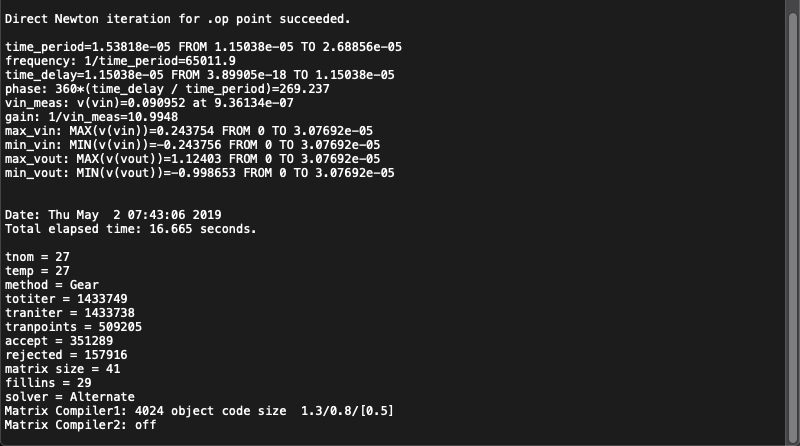 Direct Newton iteration for .op point succeeded.
time_period=1.53818e-05 FROM 1.15038e-05 TO 2.68856e-05
frequency: 1/time_period=65011.9
time_delay=1.15038e-05 FROM 3.89905e-18 TO 1.15038e-05
phase: 360*(time_delay / time_period)=269.237
vin_meas: v(vin)=0.090952 at 9.36134e-07
gain: 1/vin_meas=10.9948
max_vin: MAX(v(vin))=0.243754 FROM 0 TO 3.07692e-05
min_vin: MIN(v(vin))=-0.243756 FROM 0 TO 3.07692e-05
max_vout: MAX(v(vout))=1.12403 FROM 0 TO 3.07692e-05
min_vout: MIN(v(vout))=-0.998653 FROM 0 TO 3.07692e-05
Date: Thu May  2 07:43:06 2019
Total elapsed time: 16.665 seconds.
tnom = 27
temp = 27
method = Gear
totiter = 1433749
traniter = 1433738
tranpoints = 509205
accept = 351289
rejected = 157916
matrix size = 41
fillins = 29
solver = Alternate
Matrix Compiler1: 4024 object code size  1.3/0.8/[0.5]
Matrix Compiler2: off